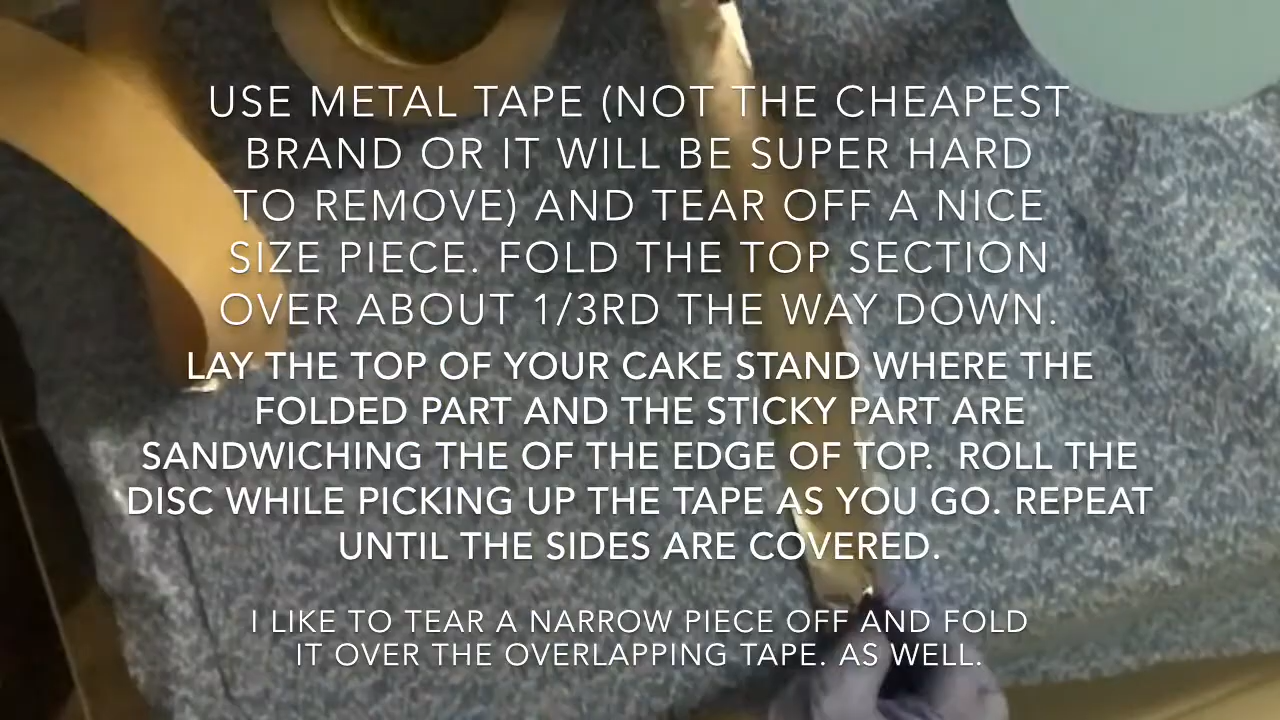 USE METAL TAPE (NOT THE CHEAPEST
BRAND OR IT WILL BE SUPER HARD
TO REMOVE) AND TEAR OFF A NICE
SIZE PIECE. FOLD THE TOP SECTION
OVER ABOUT 1/3RD THE WAY DOWN.
LAY THE TOP OF YOUR CAKE STAND WHERE THE
FOLDED PART AND THE STICKY PART ARE
SANDWICHING THE OF THE EDGE OF TOP.  ROLL THE
DISC WHILE PICKING UP THE TAPE AS YOU GO. REPEAT
UNTIL THE SIDES ARE COVERED.
I LIKE TO TEAR A NARROW PIECE OFF AND FOLD
IT OVER THE OVERLAPPING TAPE. AS WELL.